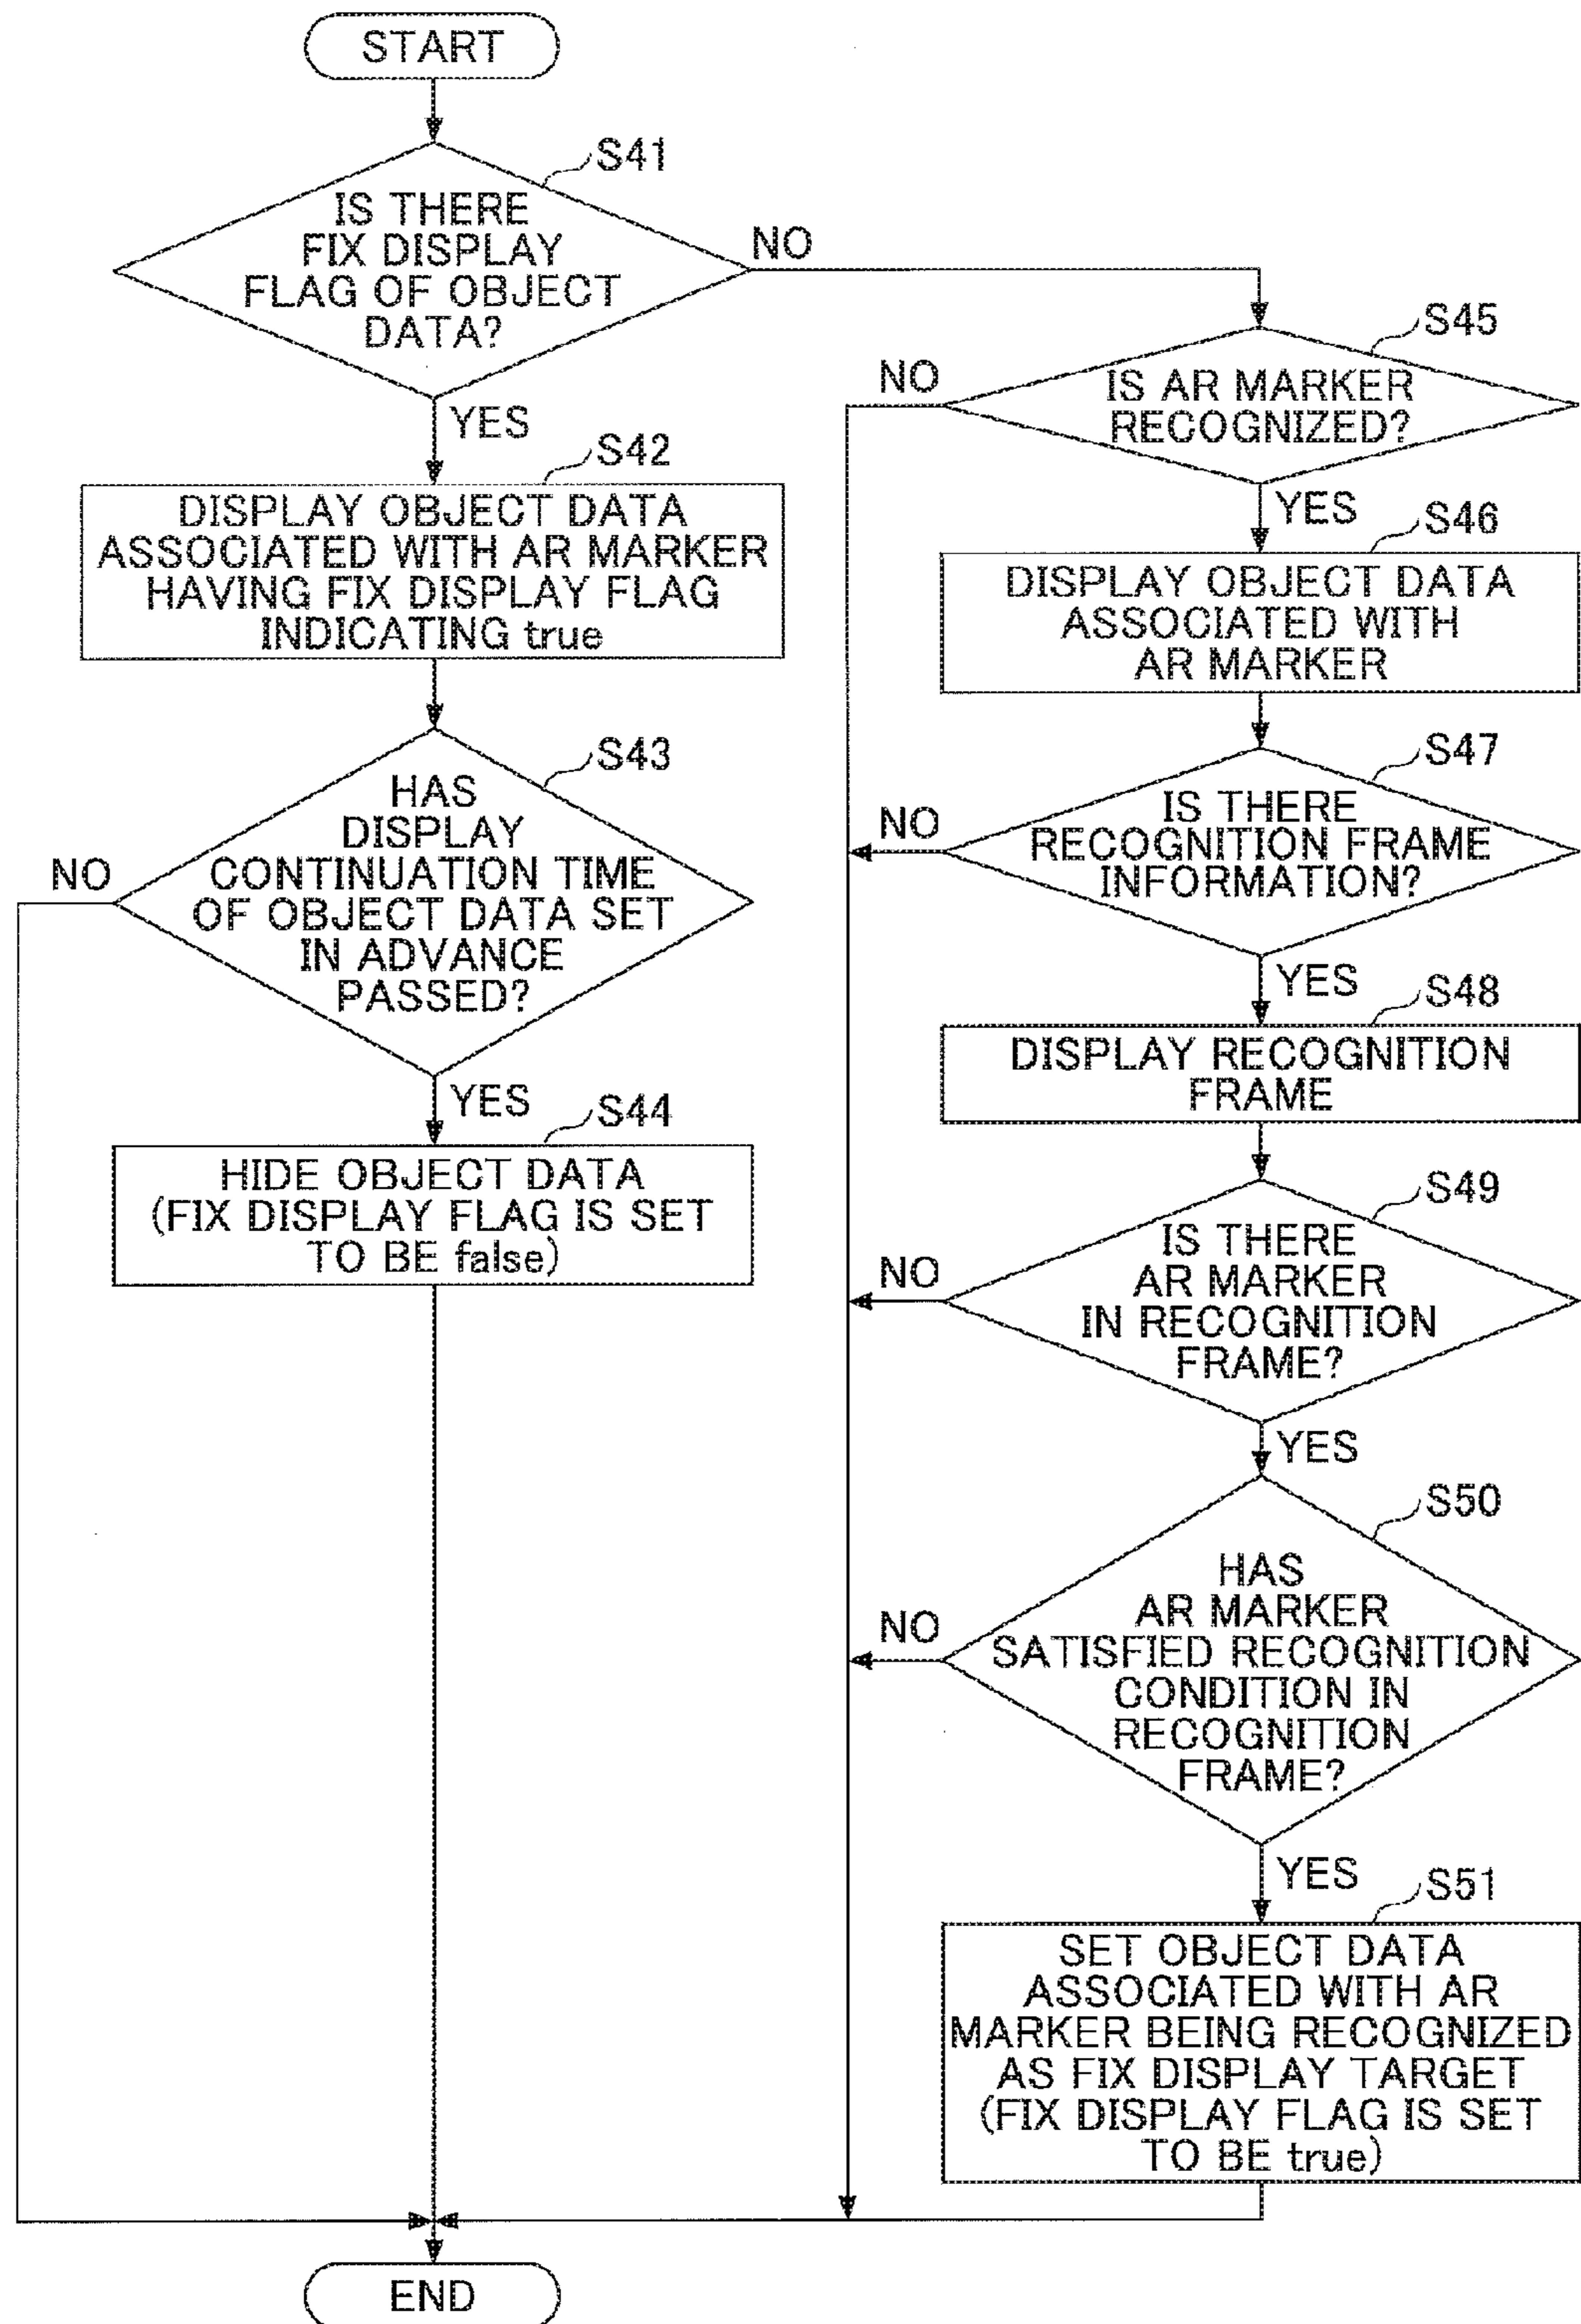 START
S41
IS THERE
FIX DISPLAY
FLAG OF OBJECT
DATA?
NO
YES
S42
DISPLAY OBJECT DATA
ASSOCIATED WITH AR MARKER
HAVING FIX DISPLAY FLAG
INDICATING true
S43
HAS
DISPLAY
CONTINUATION TIME
OF OBJECT DATA SET
IN ADVANCE
PASSED?
NO
YES
S44
HIDE OBJECT DATA
(FIX DISPLAY FLAG IS SET
TO BE false)
S45
IS AR MARKER
RECOGNIZED?
NO
YES
S46
DISPLAY OBJECT DATA
ASSOCIATED WITH
AR MARKER
S47
IS THERE
RECOGNITION FRAME
INFORMATION?
NO
YES
S48
DISPLAY RECOGNITION
FRAME
S49
IS THERE
AR MARKER
IN RECOGNITION
FRAME?
NO
YES
S50
HAS
AR MARKER
SATISFIED RECOGNITION
CONDITION IN
RECOGNITION
FRAME?
NO
YES
S51
SET OBJECT DATA
ASSOCIATED WITH AR
MARKER BEING RECOGNIZED
AS FIX DISPLAY TARGET
(FIX DISPLAY FLAG IS SET
TO BE true)
END